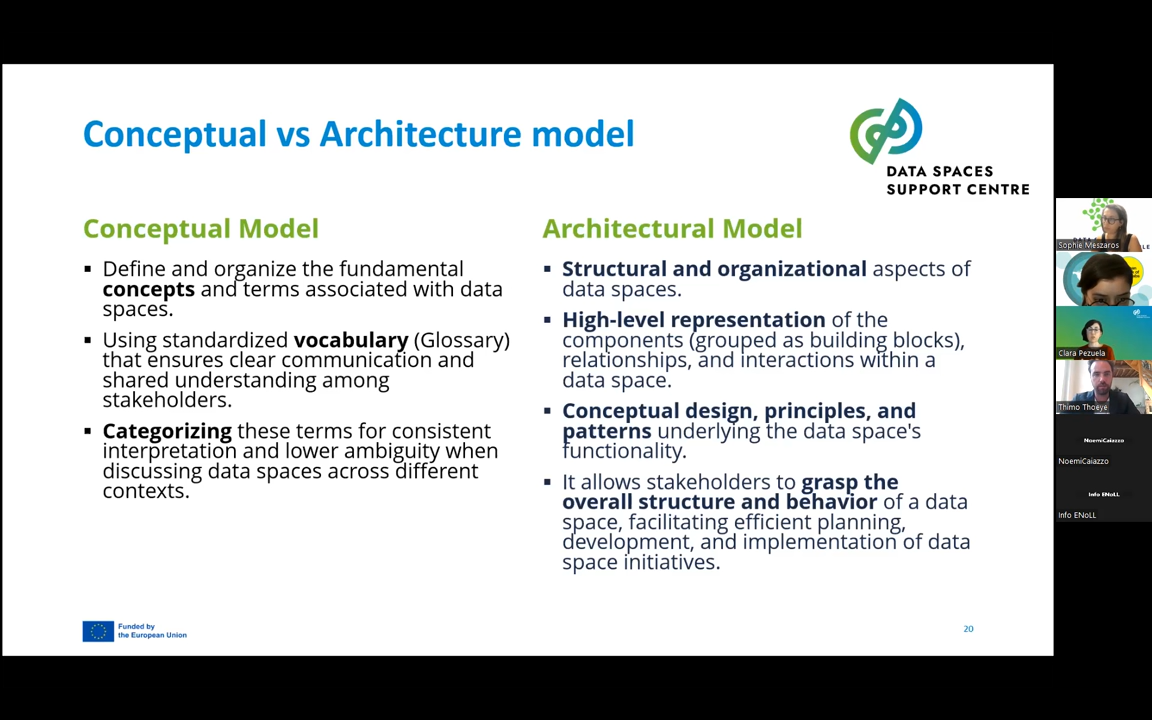 Conceptual vs Architecture model
DATA SPACES
SUPPORT CENTRE
Conceptual Model
▪ Define and organize the fundamental
concepts and terms associated with data
spaces.
▪ Using standardized vocabulary (Glossary)
that ensures clear communication and
shared understanding among
stakeholders.
▪ Categorizing these terms for consistent
interpretation and lower ambiguity when
discussing data spaces across different
contexts.
Architectural Model
▪ Structural and organizational aspects of
data spaces.
▪ High-level representation of the
components (grouped as building blocks),
relationships, and interactions within a
data space.
▪ Conceptual design, principles, and
patterns underlying the data space's
functionality.
▪ It allows stakeholders to grasp the
overall structure and behavior of a data
space, facilitating efficient planning,
development, and implementation of data
space initiatives.
Funded by
the European Union
20
Sophie Meszaros
Clara Pezuela
Thimo Thoeye
NoemiCaiazzo
NoemiCaiazzo
Info ENoLL
Info ENoLL